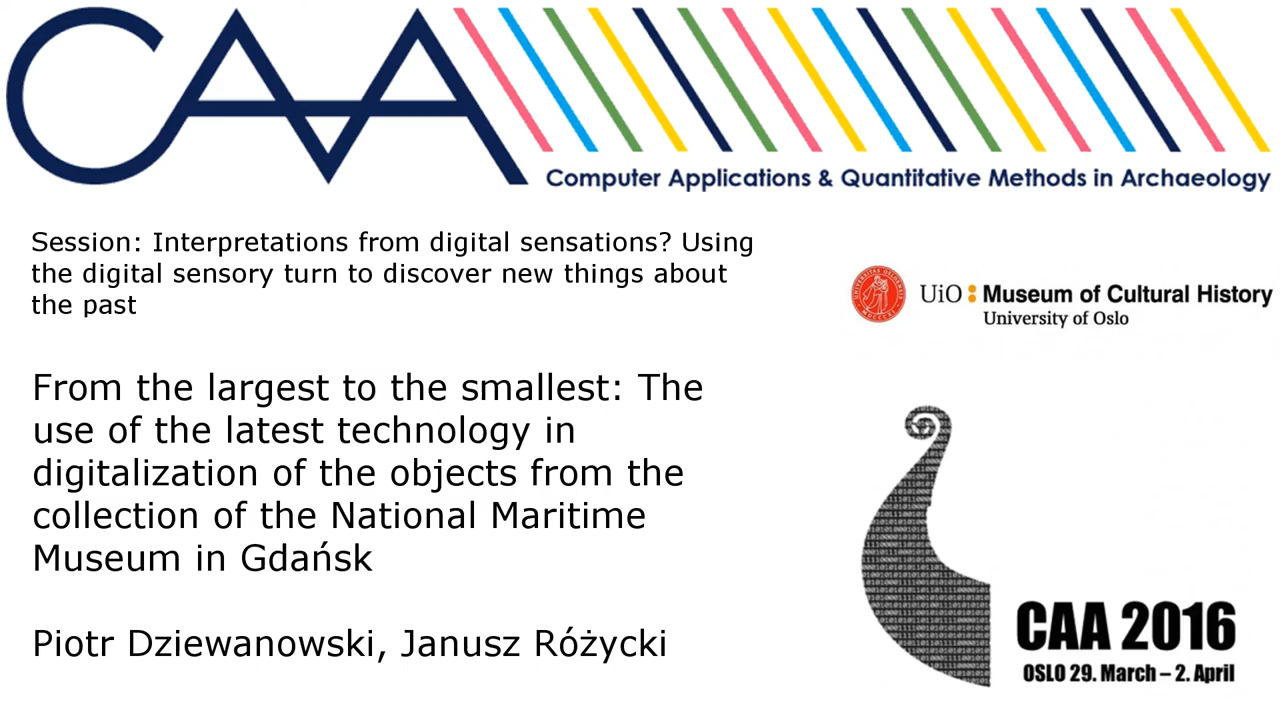 CAA
Computer Applications & Quantitative Methods in Archaeology
Session: Interpretations from digital sensations? Using
the digital sensory turn to discover new things about
the past
UiO Museum of Cultural History
University of Oslo
From the largest to the smallest: The
use of the latest technology in
digitalization of the objects from the
collection of the National Maritime
Museum in Gdańsk
Piotr Dziewanowski, Janusz Różycki
CAA 2016
OSLO 29. March – 2. April